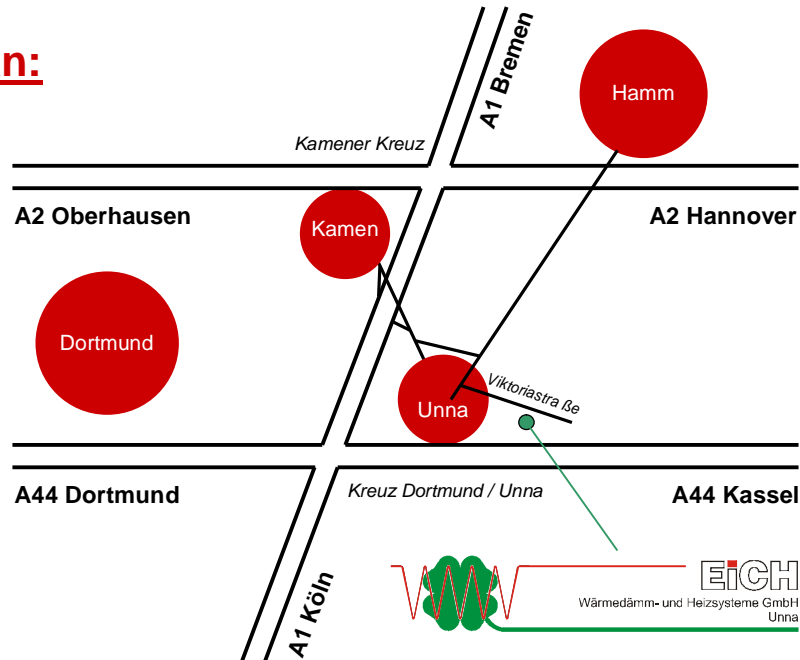 n:
A1 Bremen
Hamm
Kamener Kreuz
A2 Oberhausen
Kamen
A2 Hannover
Dortmund
Viktoriastra ße
Unna
A44 Dortmund
Kreuz Dortmund / Unna
A44 Kassel
A1 Köln
EiCH
Wärmedämm- und Heizsysteme GmbH
Unna